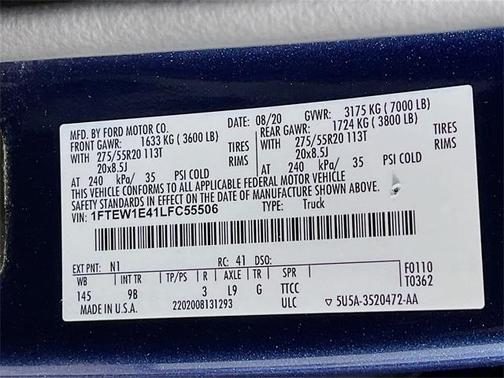 MFD. BY FORD MOTOR CO. DATE: 08/20 GVWR: 3175 KG (7000 LB)
FRONT GAWR: 1633 KG (3600 LB) REAR GAWR: 1724 KG (3800 LB)
WITH 275/55R20 113T TIRES WITH 275/55R20 113T TIRES
20x8.5J RIMS 20x8.5J RIMS
AT 240 kPa/ 35 PSI COLD AT 240 kPa/ 35 PSI COLD
THIS VEHICLE CONFORMS TO ALL APPLICABLE FEDERAL MOTOR VEHICLE
SAFETY STANDARDS IN EFFECT ON THE DATE OF MANUFACTURE SHOWN ABOVE.
VIN: 1FTEW1E41LFC55506 TYPE: Truck
EXT PNT: N1 RC: 41 DSO: F0110
WB INT TR TP/PS R AXLE TR SPR T0362
145 9B 3 L9 G TTCC
MADE IN U.S.A. 2202008131293 ULC ▽ 5U5A-3520472-AA